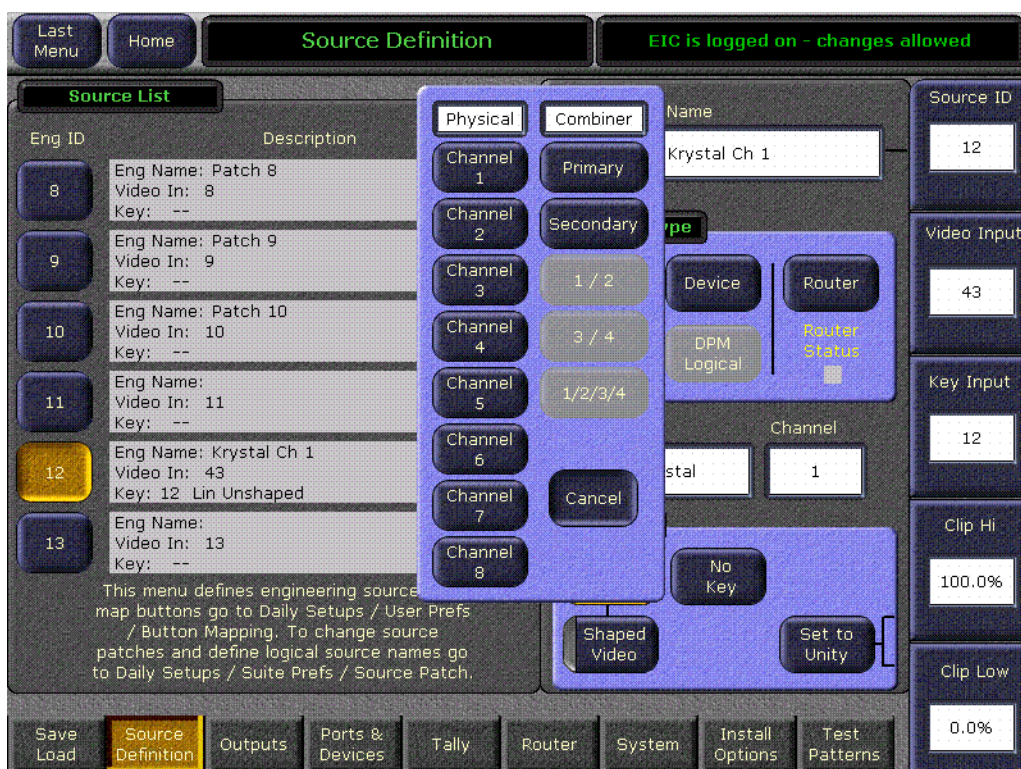 Last
Menu
Home
Source Definition
EIC is logged on - changes allowed
Source List
Eng ID
Description
8
Eng Name: Patch 8
Video In: 8
Key: --
9
Eng Name: Patch 9
Video In: 9
Key: --
10
Eng Name: Patch 10
Video In: 10
Key: --
11
Eng Name:
Video In: 11
Key: --
12
Eng Name: Krystal Ch 1
Video In: 43
Key: 12 Lin Unshaped
13
Eng Name:
Video In: 13
Key: --
This menu defines engineering source
map buttons go to Daily Setups / User Prefs
/ Button Mapping. To change source
patches and define logical source names go
to Daily Setups / Suite Prefs / Source Patch.
Physical
Combiner
Channel
1
Primary
Channel
2
Secondary
Channel
3
1 / 2
Channel
4
3 / 4
Channel
5
1/2/3/4
Channel
6
Channel
7
Cancel
Channel
8
Name
Krystal Ch 1
ype
Device
Router
DPM
Logical
Router
Status
Channel
stal
1
No
Key
Shaped
Video
Set to
Unity
Source ID
12
Video Input
43
Key Input
12
Clip Hi
100.0%
Clip Low
0.0%
Save
Load
Source
Definition
Outputs
Ports &
Devices
Tally
Router
System
Install
Options
Test
Patterns